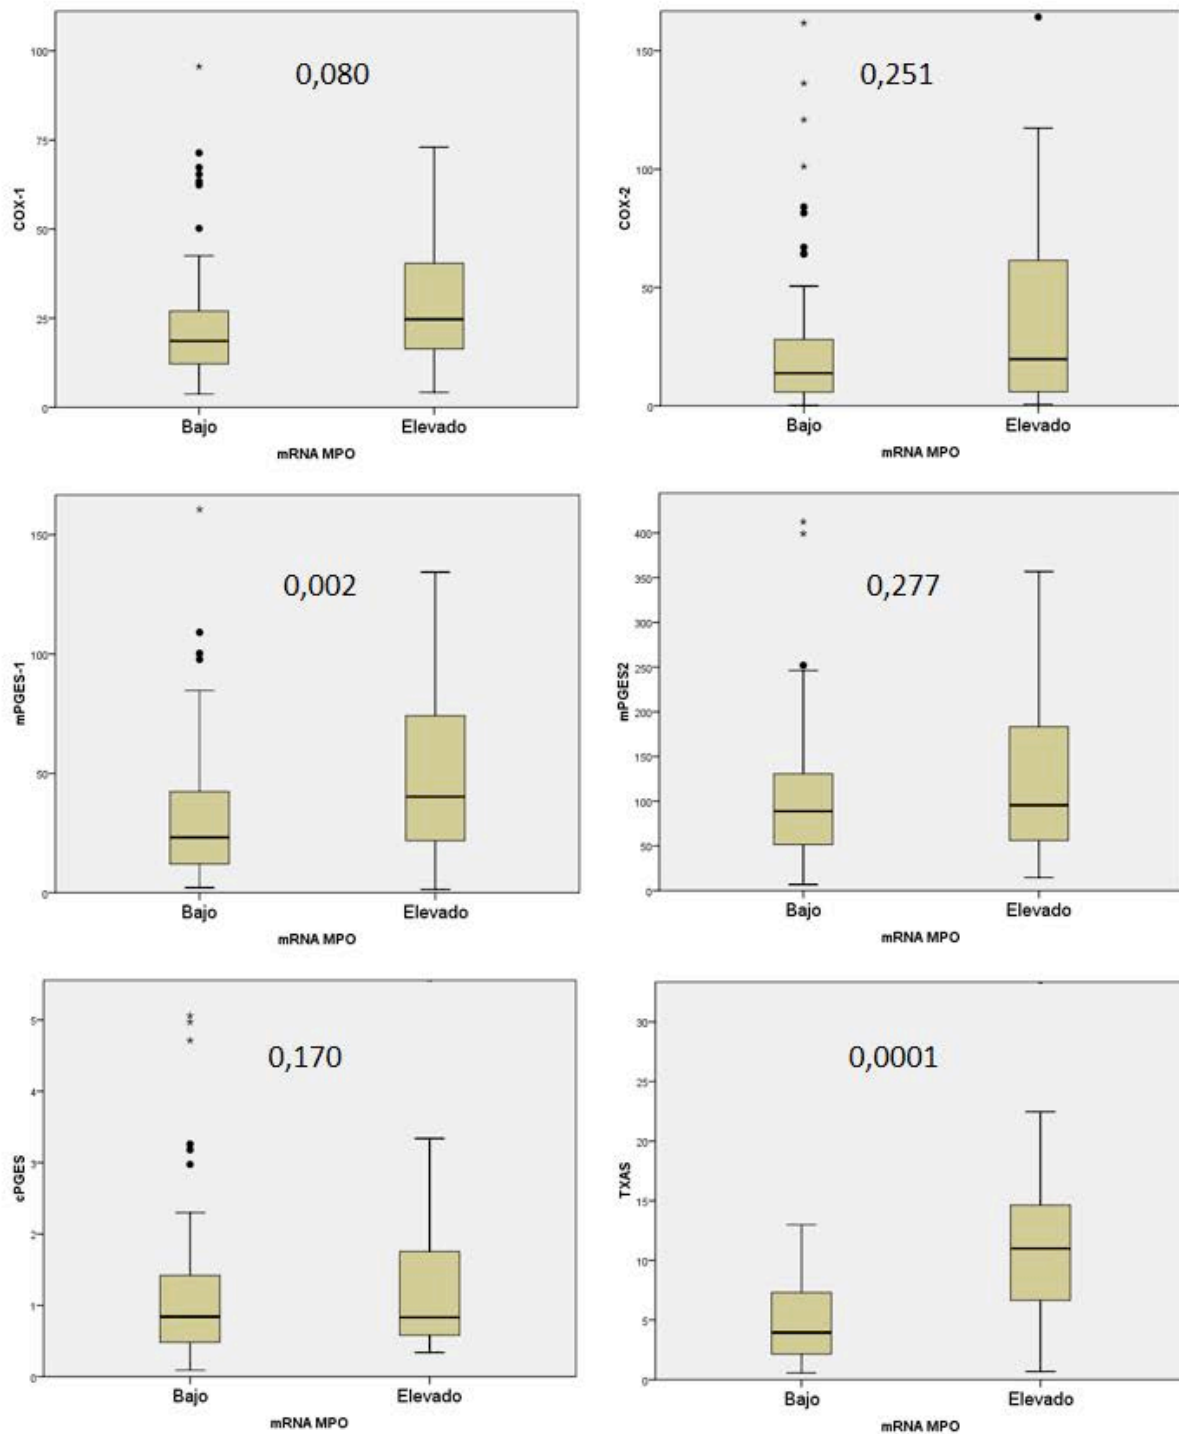 0,080
COX-1
100
75
50
25
0
Bajo Elevado
mRNA MPO
0,251
COX-2
150
100
50
0
Bajo Elevado
mRNA MPO
0,002
mPGES-1
150
100
50
0
Bajo Elevado
mRNA MPO
0,277
mPGES2
400
350
300
250
200
150
100
50
0
Bajo Elevado
mRNA MPO
0,170
cPGES
5
4
3
2
1
0
Bajo Elevado
mRNA MPO
0,0001
TXAS
30
25
20
15
10
5
0
Bajo Elevado
mRNA MPO